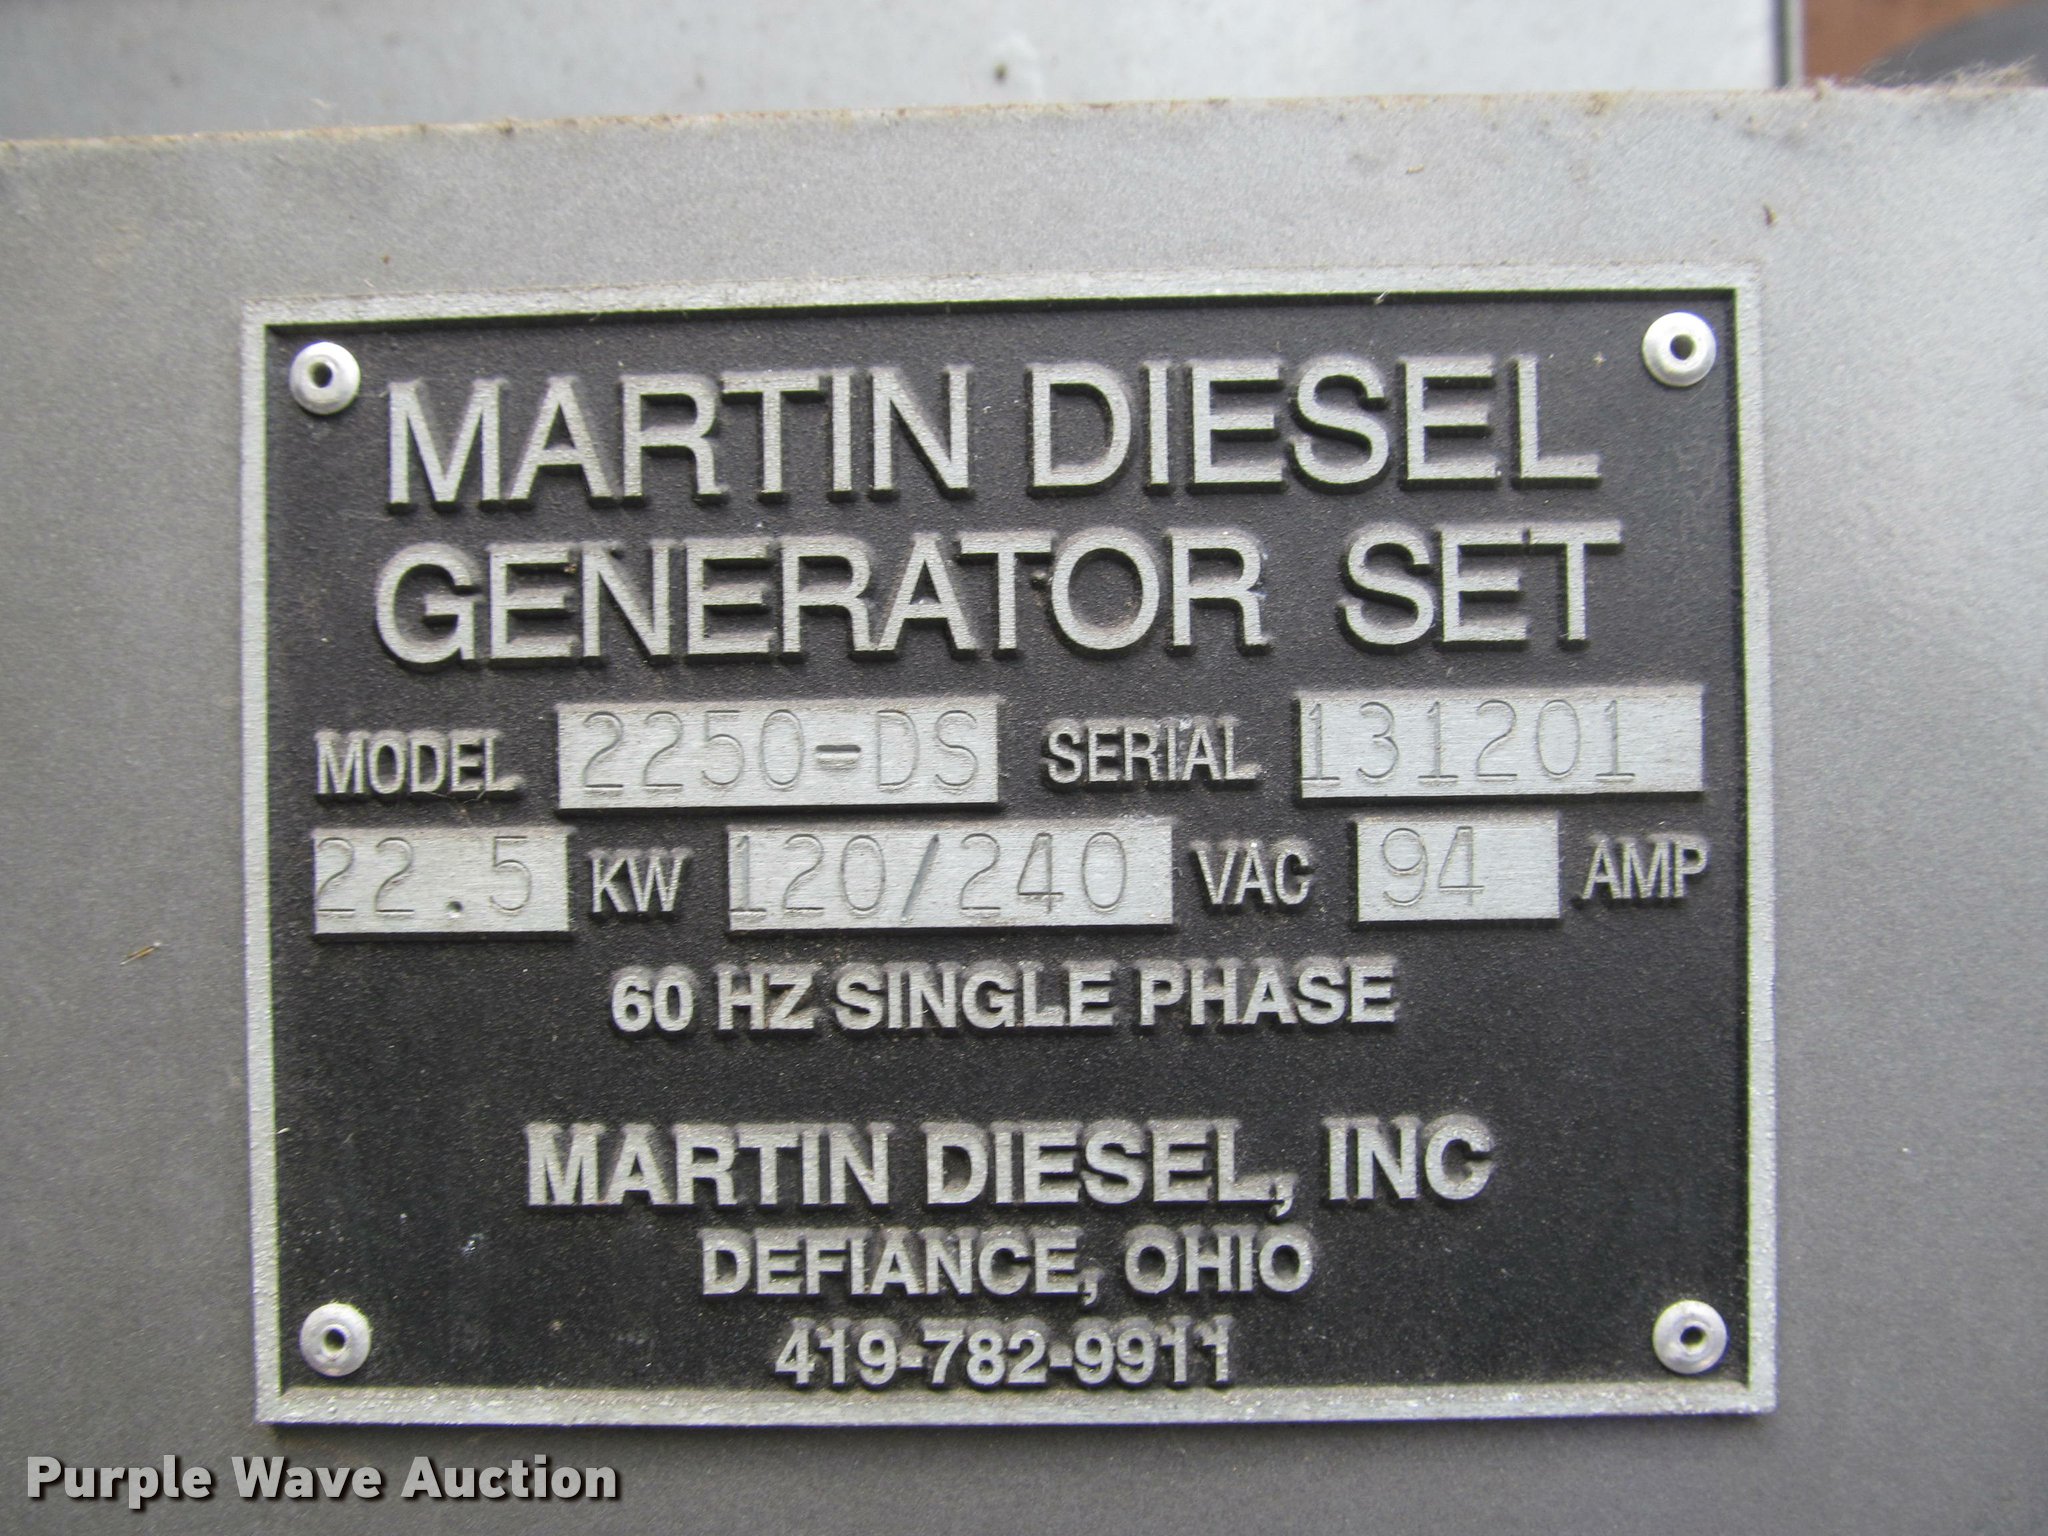 MARTIN DIESEL
GENERATOR SET
MODEL 2250-DS SERIAL 131201
22.5 KW 120/240 VAC 94 AMP
60 HZ SINGLE PHASE
MARTIN DIESEL, INC
DEFIANCE, OHIO
419-782-9911
Purple Wave Auction